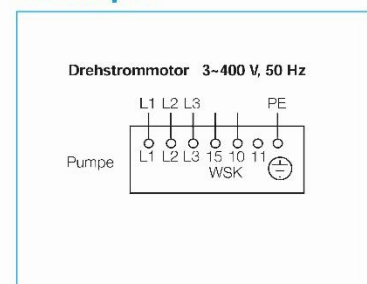 Drehstrommotor 3~400 V, 50 Hz
L1 L2 L3 PE
Pumpe L1 L2 L3 15 10 11
WSK